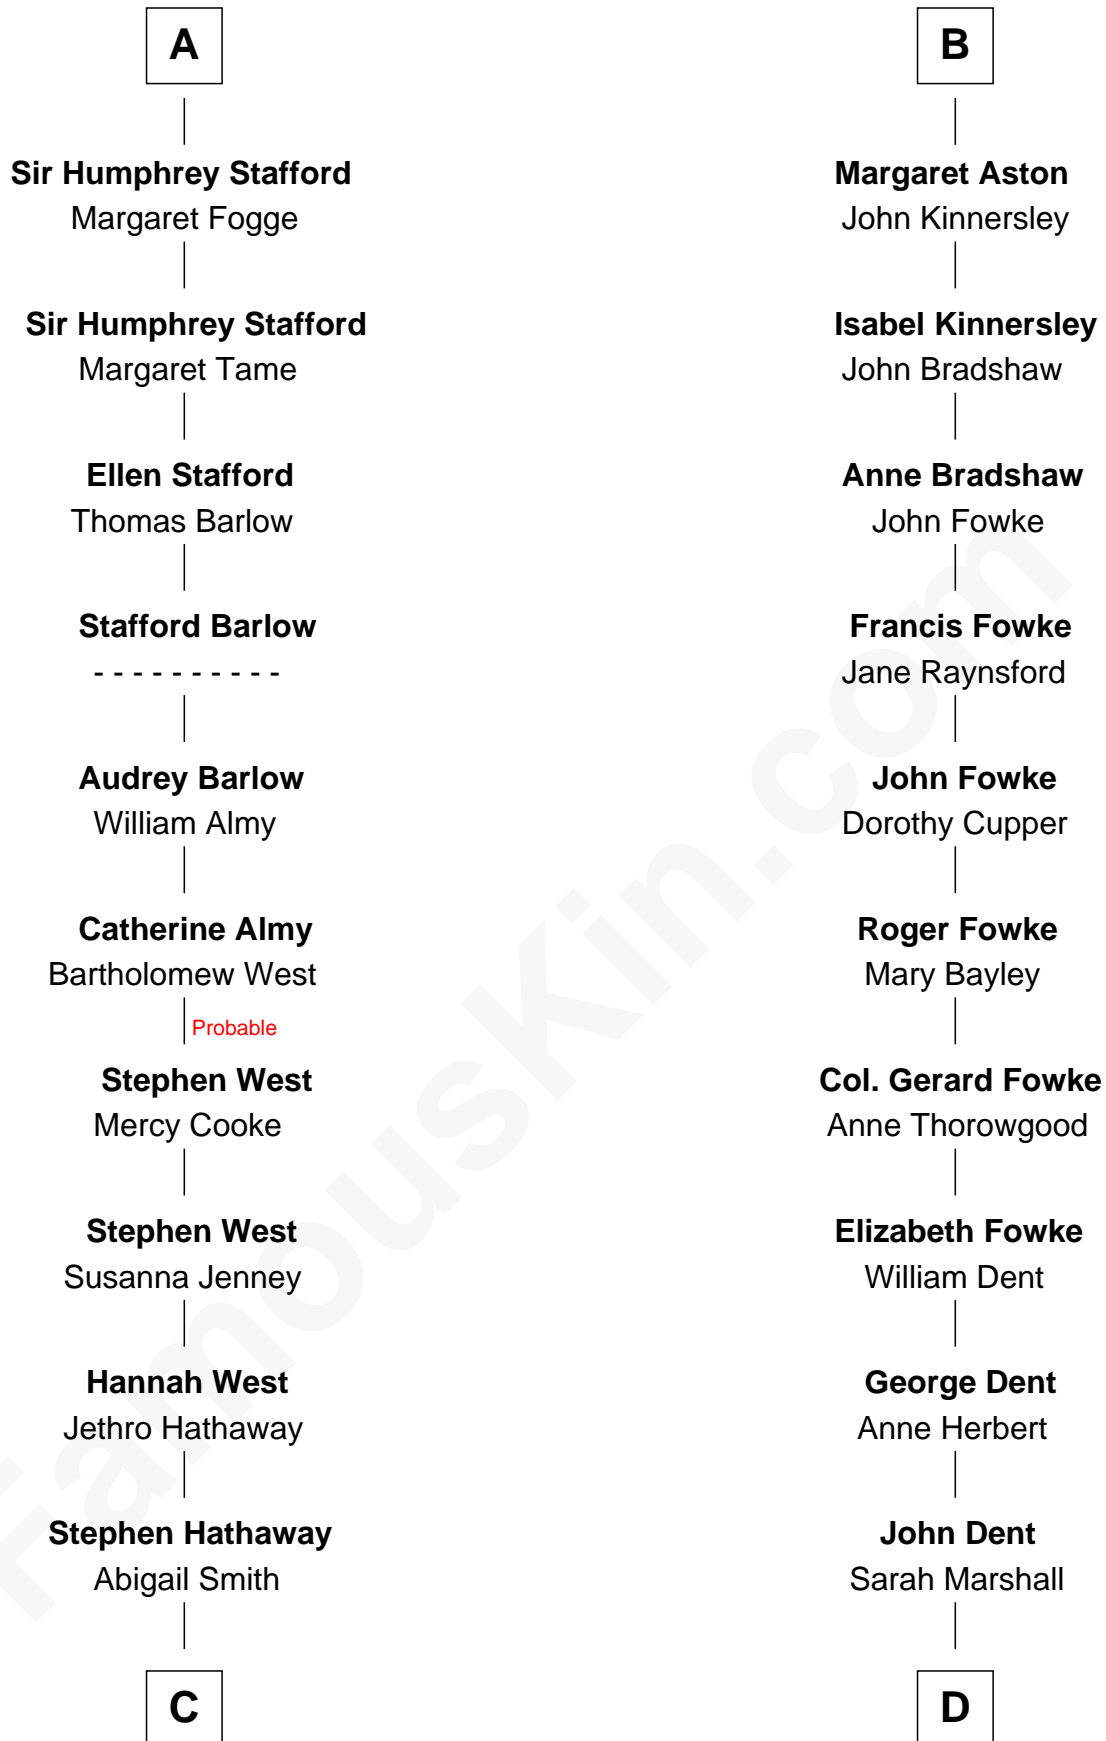 A
Sir Humphrey Stafford
Margaret Fogge
Sir Humphrey Stafford
Margaret Tame
Ellen Stafford
Thomas Barlow
Stafford Barlow
- - - - - - - - - -
Audrey Barlow
William Almy
Catherine Almy
Bartholomew West
Probable
Stephen West
Mercy Cooke
Stephen West
Susanna Jenney
Hannah West
Jethro Hathaway
Stephen Hathaway
Abigail Smith
C
B
Margaret Aston
John Kinnersley
Isabel Kinnersley
John Bradshaw
Anne Bradshaw
John Fowke
Francis Fowke
Jane Raynsford
John Fowke
Dorothy Cupper
Roger Fowke
Mary Bayley
Col. Gerard Fowke
Anne Thorowgood
Elizabeth Fowke
William Dent
George Dent
Anne Herbert
John Dent
Sarah Marshall
D
FamousKin.com